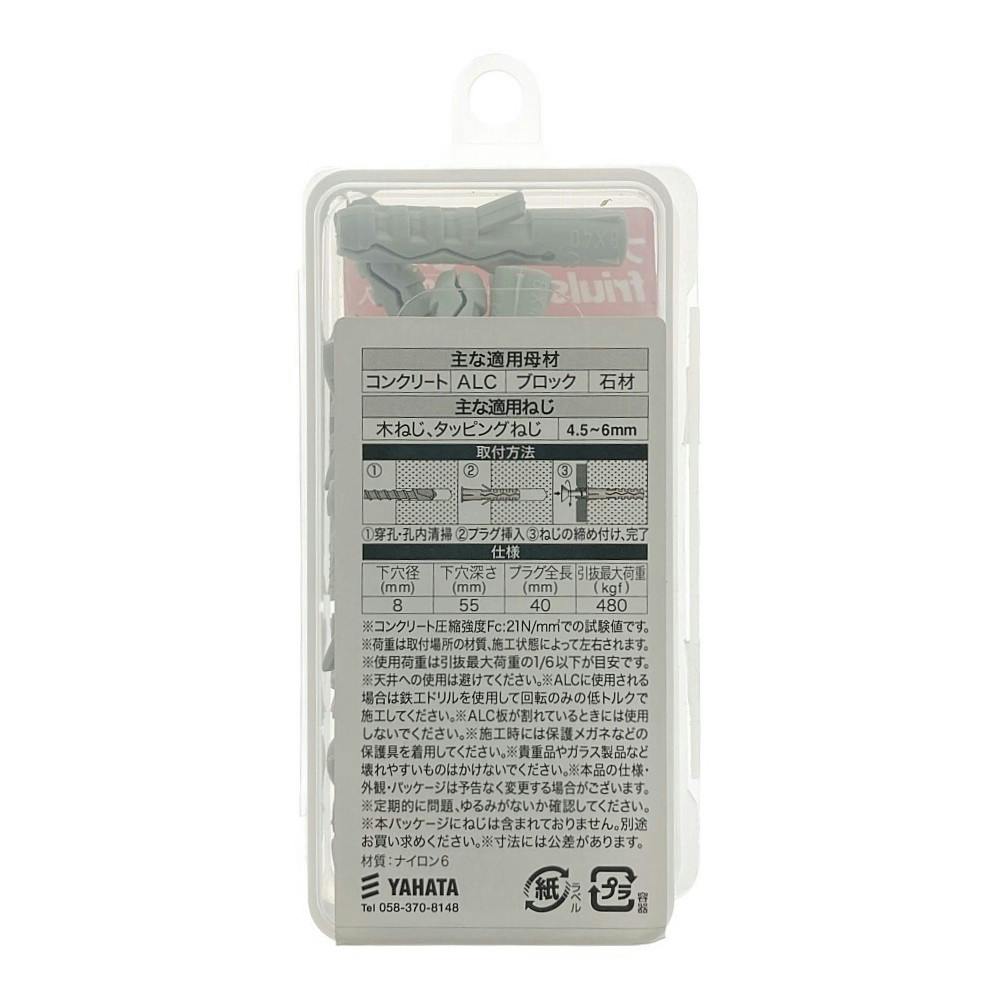 8X40
friuls
主な適用母材
コンクリート ALC ブロック 石材
主な適用ねじ
木ねじ、タッピングねじ 4.5~6mm
取付方法
① ② ③
①穿孔・孔内清掃 ②プラグ挿入 ③ねじの締め付け、完了
仕様
下穴径(mm) 下穴深さ(mm) プラグ全長(mm) 引抜最大荷重(kgf)
8 55 40 480
※コンクリート圧縮強度Fc:21N/m㎡での試験値です。
※荷重は取付場所の材質、施工状態によって左右されます。
※使用荷重は引抜最大荷重の1/6以下が目安です。
※天井への使用は避けてください。※ALCに使用される
場合は鉄工ドリルを使用して回転のみの低トルクで
施工してください。※ALC板が割れているときには使用
しないでください。※施工時には保護メガネなどの
保護具を着用してください。※貴重品やガラス製品など
壊れやすいものはかけないでください。※本品の仕様・
外観・パッケージは予告なく変更する場合がございます。
※定期的に問題、ゆるみがないか確認してください。
※本パッケージにねじは含まれておりません。別途
お買い求めください。※寸法には公差があります。
材質：ナイロン6
YAHATA
Tel 058-370-8148
紙 ラベル プラ 容器